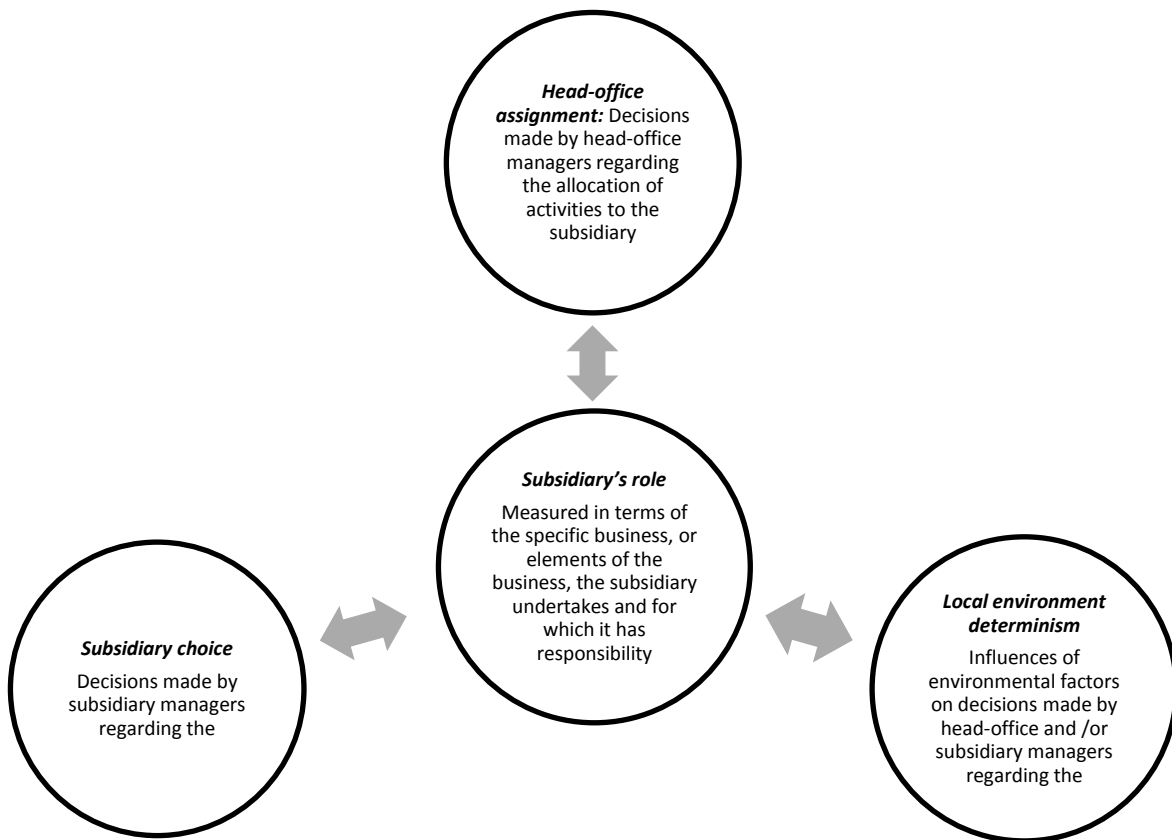 Head-office
assignment: Decisions
made by head-office
managers regarding
the allocation of
activities to the
subsidiary
Subsidiary’s role
Measured in terms of
the specific business, or
elements of the
business, the subsidiary
undertakes and for
which it has
responsibility
Subsidiary choice
Decisions made by
subsidiary managers
regarding the
Local environment
determinism
Influences of
environmental factors
on decisions made by
head-office and /or
subsidiary managers
regarding the